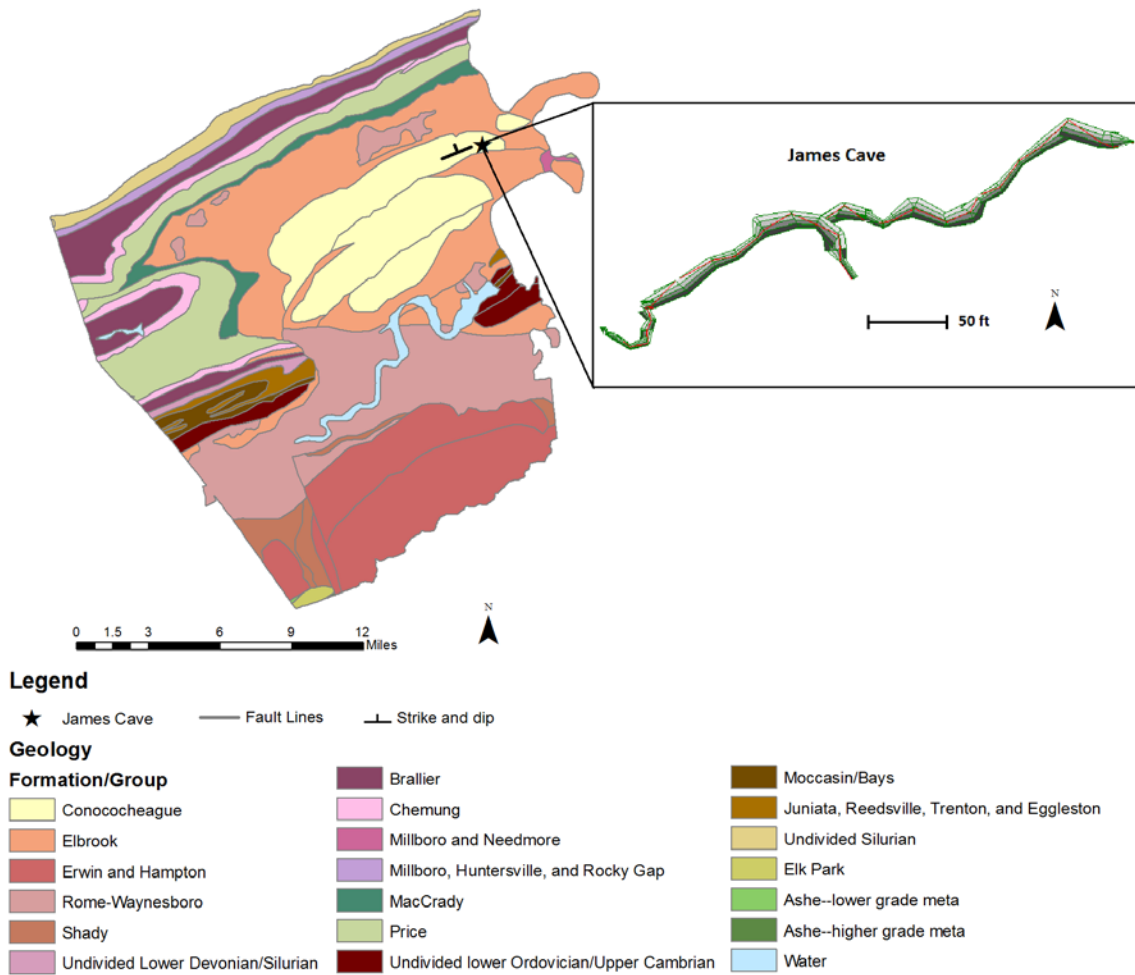 James Cave
50 ft
N
N
0 1.5 3 6 9 12
Miles
Legend
James Cave
Fault Lines
Strike and dip
Geology
Formation/Group
Conococheague
Elbrook
Erwin and Hampton
Rome-Waynesboro
Shady
Undivided Lower Devonian/Silurian
Brallier
Chemung
Millboro and Needmore
Millboro, Huntersville, and Rocky Gap
MacCrady
Price
Undivided lower Ordovician/Upper Cambrian
Moccasin/Bays
Juniata, Reedsville, Trenton, and Eggleston
Undivided Silurian
Elk Park
Ashe--lower grade meta
Ashe--higher grade meta
Water